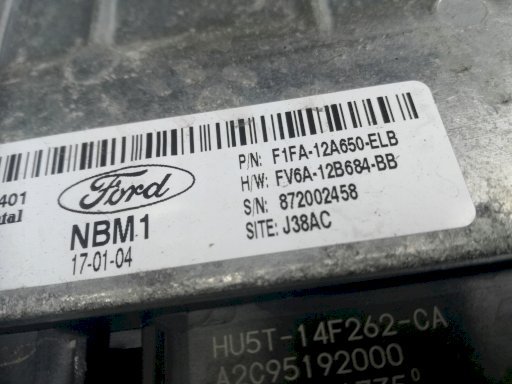 P/N: F1FA-12A650-ELB
H/W: FV6A-12B684-BB
S/N: 872002458
SITE: J38AC
401
Ford
NBM1
17-01-04
HU5T-14F262-CA
A2C95192000